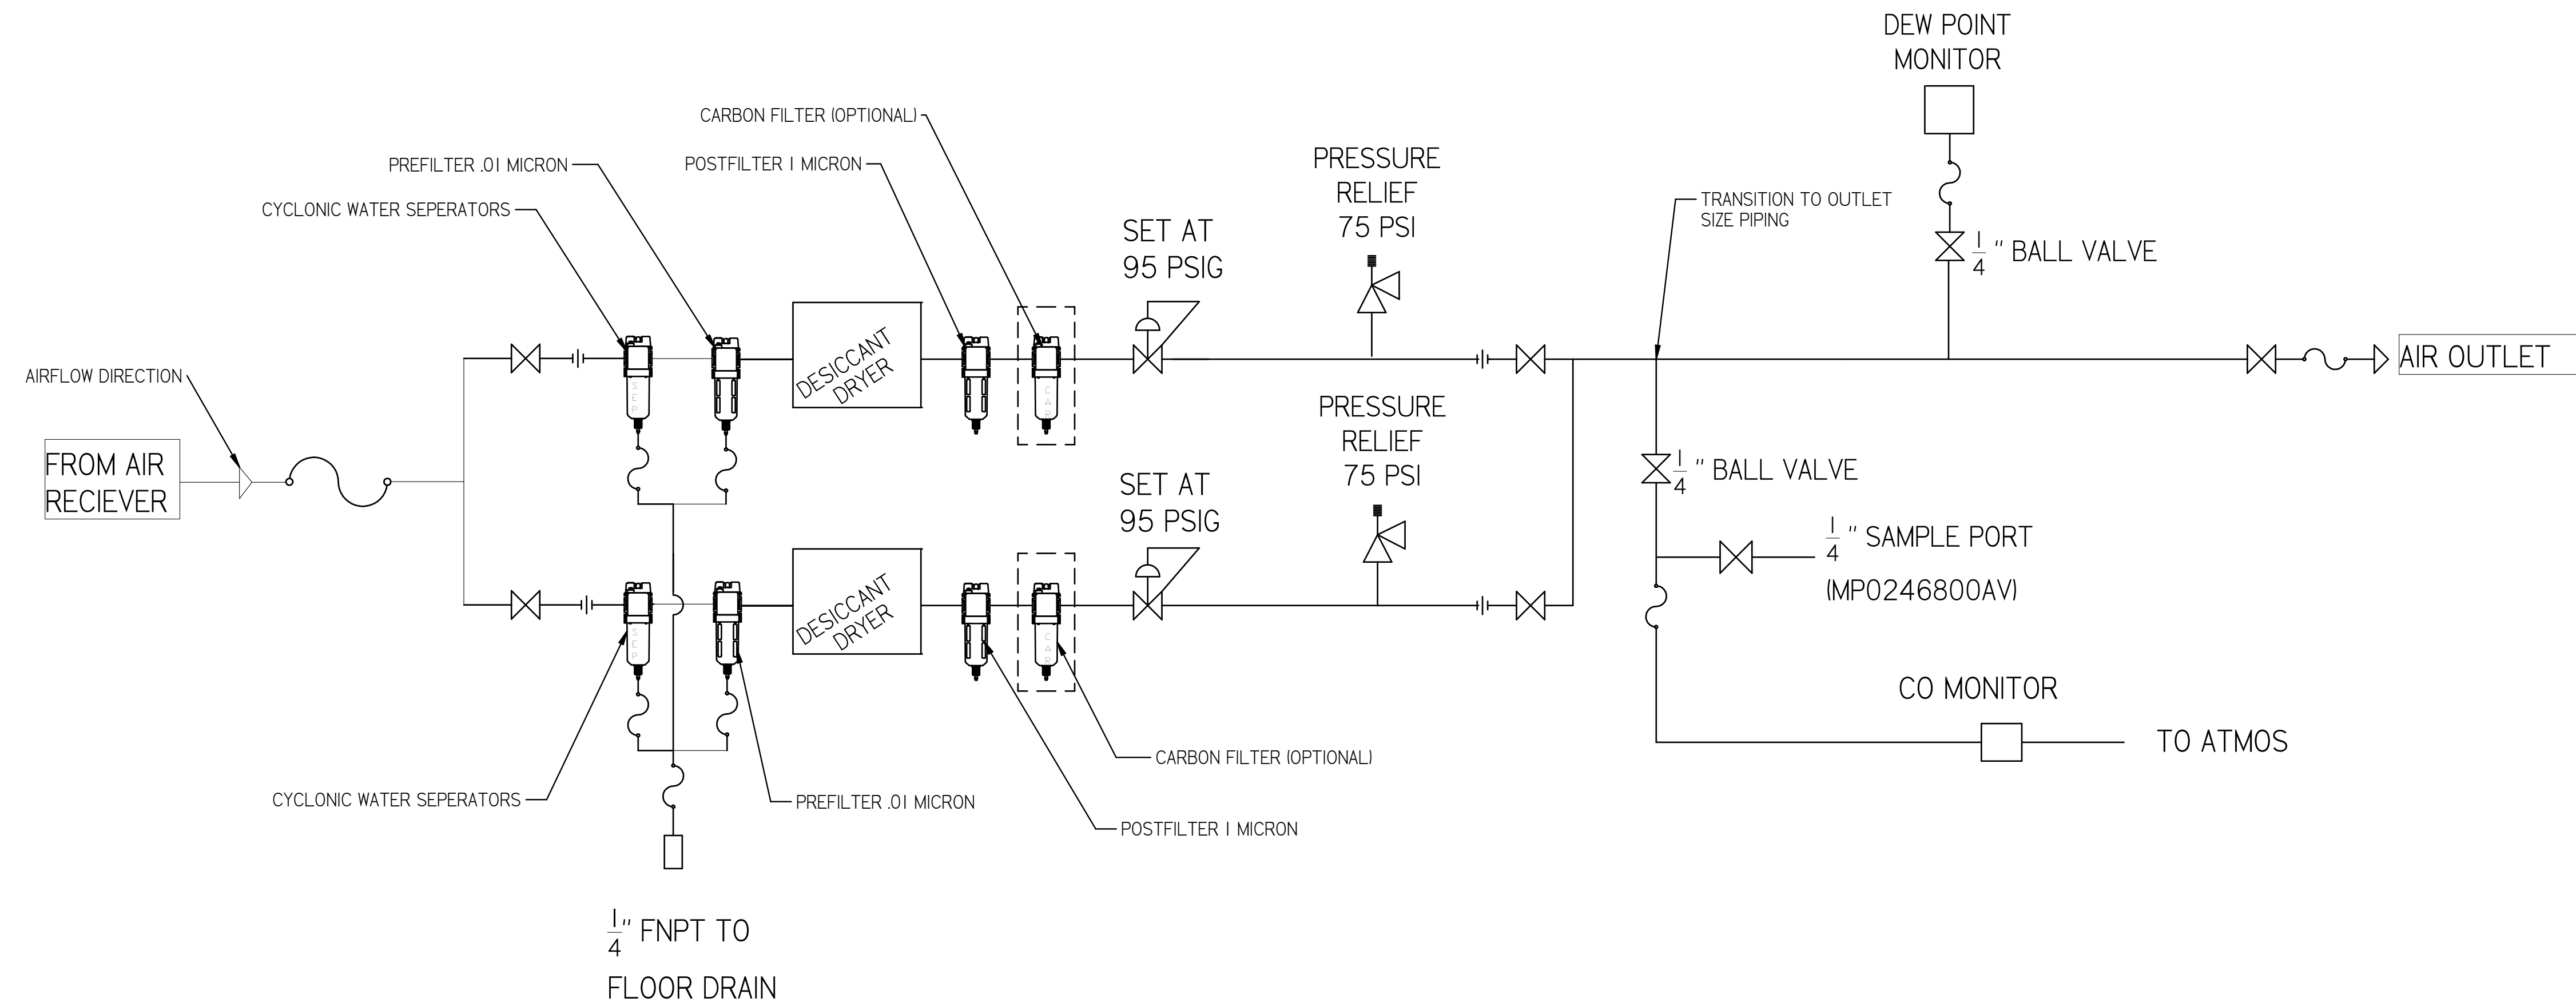 DEW POINT
MONITOR
CARBON FILTER (OPTIONAL)
PREFILTER .01 MICRON
POSTFILTER 1 MICRON
CYCLONIC WATER SEPERATORS
PRESSURE
RELIEF
75 PSI
TRANSITION TO OUTLET
SIZE PIPING
SET AT
95 PSIG
1/4 " BALL VALVE
AIRFLOW DIRECTION
SEP
DESICCANT
DRYER
CAR
AIR OUTLET
FROM AIR
RECIEVER
PRESSURE
RELIEF
75 PSI
SET AT
95 PSIG
1/4 " BALL VALVE
1/4 " SAMPLE PORT
(MP0246800AV)
SEP
DESICCANT
DRYER
CAR
CO MONITOR
TO ATMOS
CARBON FILTER (OPTIONAL)
CYCLONIC WATER SEPERATORS
PREFILTER .01 MICRON
POSTFILTER 1 MICRON
1/4" FNPT TO
FLOOR DRAIN